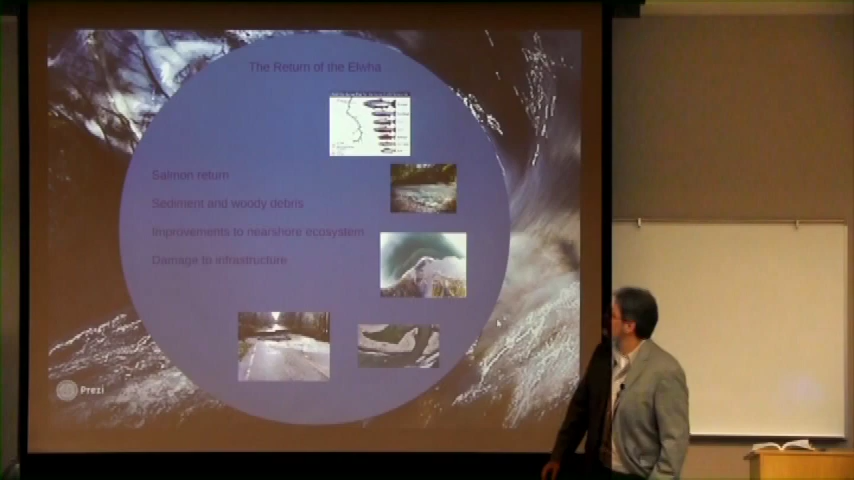 The Return of the Elwha
Salmon return
Sediment and woody debris
Improvements to nearshore ecosystem
Damage to infrastructure
Prezi